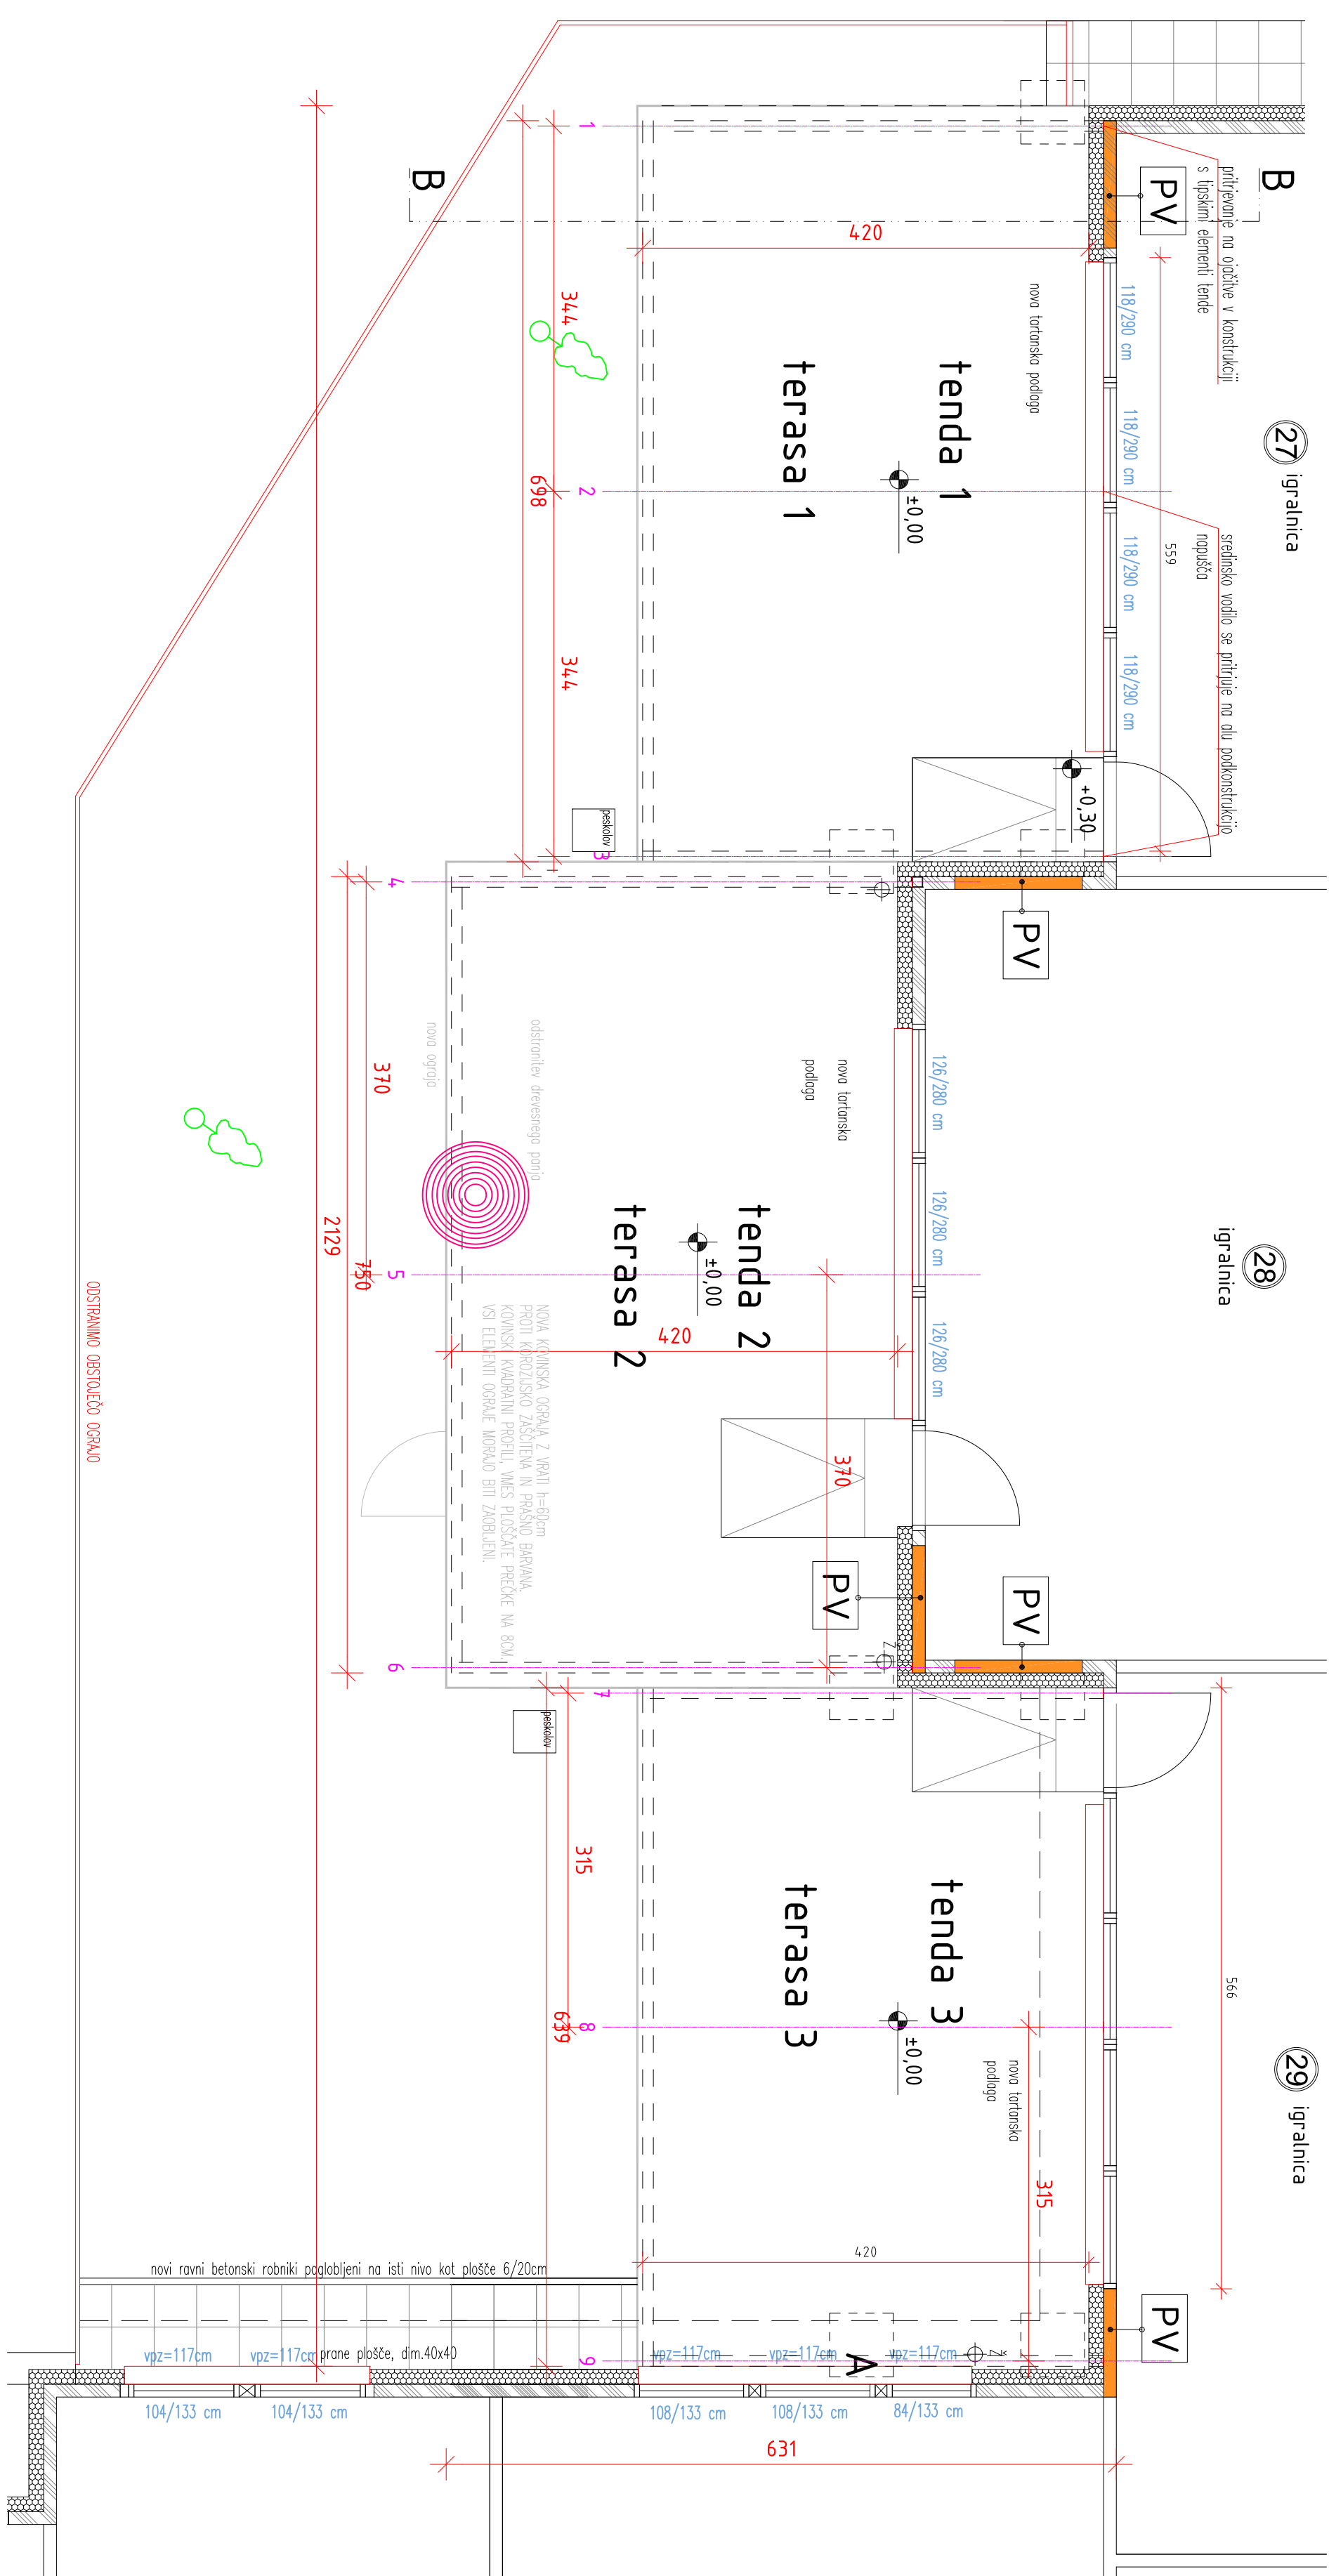 B
B
PV
pritrjevanje na ojačitve v konstrukciji
s tipskimi elementi tende
27 igralnica
420
118/290 cm
118/290 cm
118/290 cm
118/290 cm
559
sredinsko vodilo se pritrjuje na alu podkonstrukcijo
napušča
nova tartanska podlaga
tenda 1
terasa 1
±0,00
+0,30
1
2
3
344
698
344
peskolov
PV
28
igralnica
126/280 cm
126/280 cm
126/280 cm
nova tartanska
podlaga
tenda 2
terasa 2
±0,00
420
370
odstranitev drevesnega panja
nova ograja
NOVA KOVINSKA OGRAJA Z VRATI h=60cm
PROTI KOROZIJSKO ZAŠČITENA IN PRAŠNO BARVANA.
KOVINSKI KVADRATNI PROFILI, VMES PLOŠČATE PREČKE NA 8CM.
VSI ELEMENTI OGRAJE MORAJO BITI ZAOBLJENI.
4
5
6
370
750
2129
ODSTRANIMO OBSTOJEČO OGRAJO
PV
PV
Ž
7
8
9
peskolov
315
639
566
29 igralnica
tenda 3
terasa 3
±0,00
nova tartanska
podlaga
315
420
PV
Ž
A
novi ravni betonski robniki poglobljeni na isti nivo kot plošče 6/20cm
prane plošče, dim.40x40
vpz=117cm
vpz=117cm
vpz=117cm
vpz=117cm
vpz=117cm
104/133 cm
104/133 cm
108/133 cm
108/133 cm
84/133 cm
631